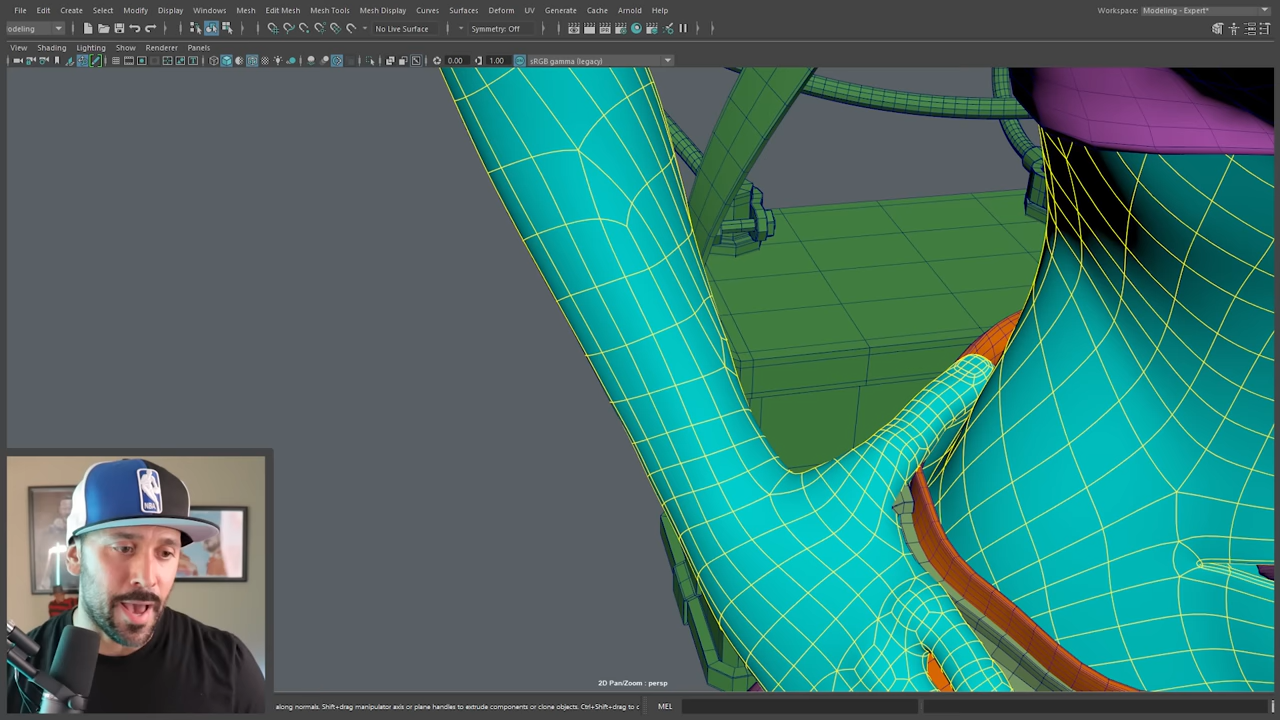 File Edit Create Select Modify Display Windows Mesh Edit Mesh Mesh Tools Mesh Display Curves Surfaces Deform UV Generate Cache Arnold Help Workspace: Modeling - Expert*
odeling No Live Surface Symmetry: Off
View Shading Lighting Show Renderer Panels
0.00 1.00 sRGB gamma (legacy)
NBA
2D Pan/Zoom : persp
along normals. Shift+drag manipulator axis or plane handles to extrude components or clone objects. Ctrl+Shift+drag to c MEL